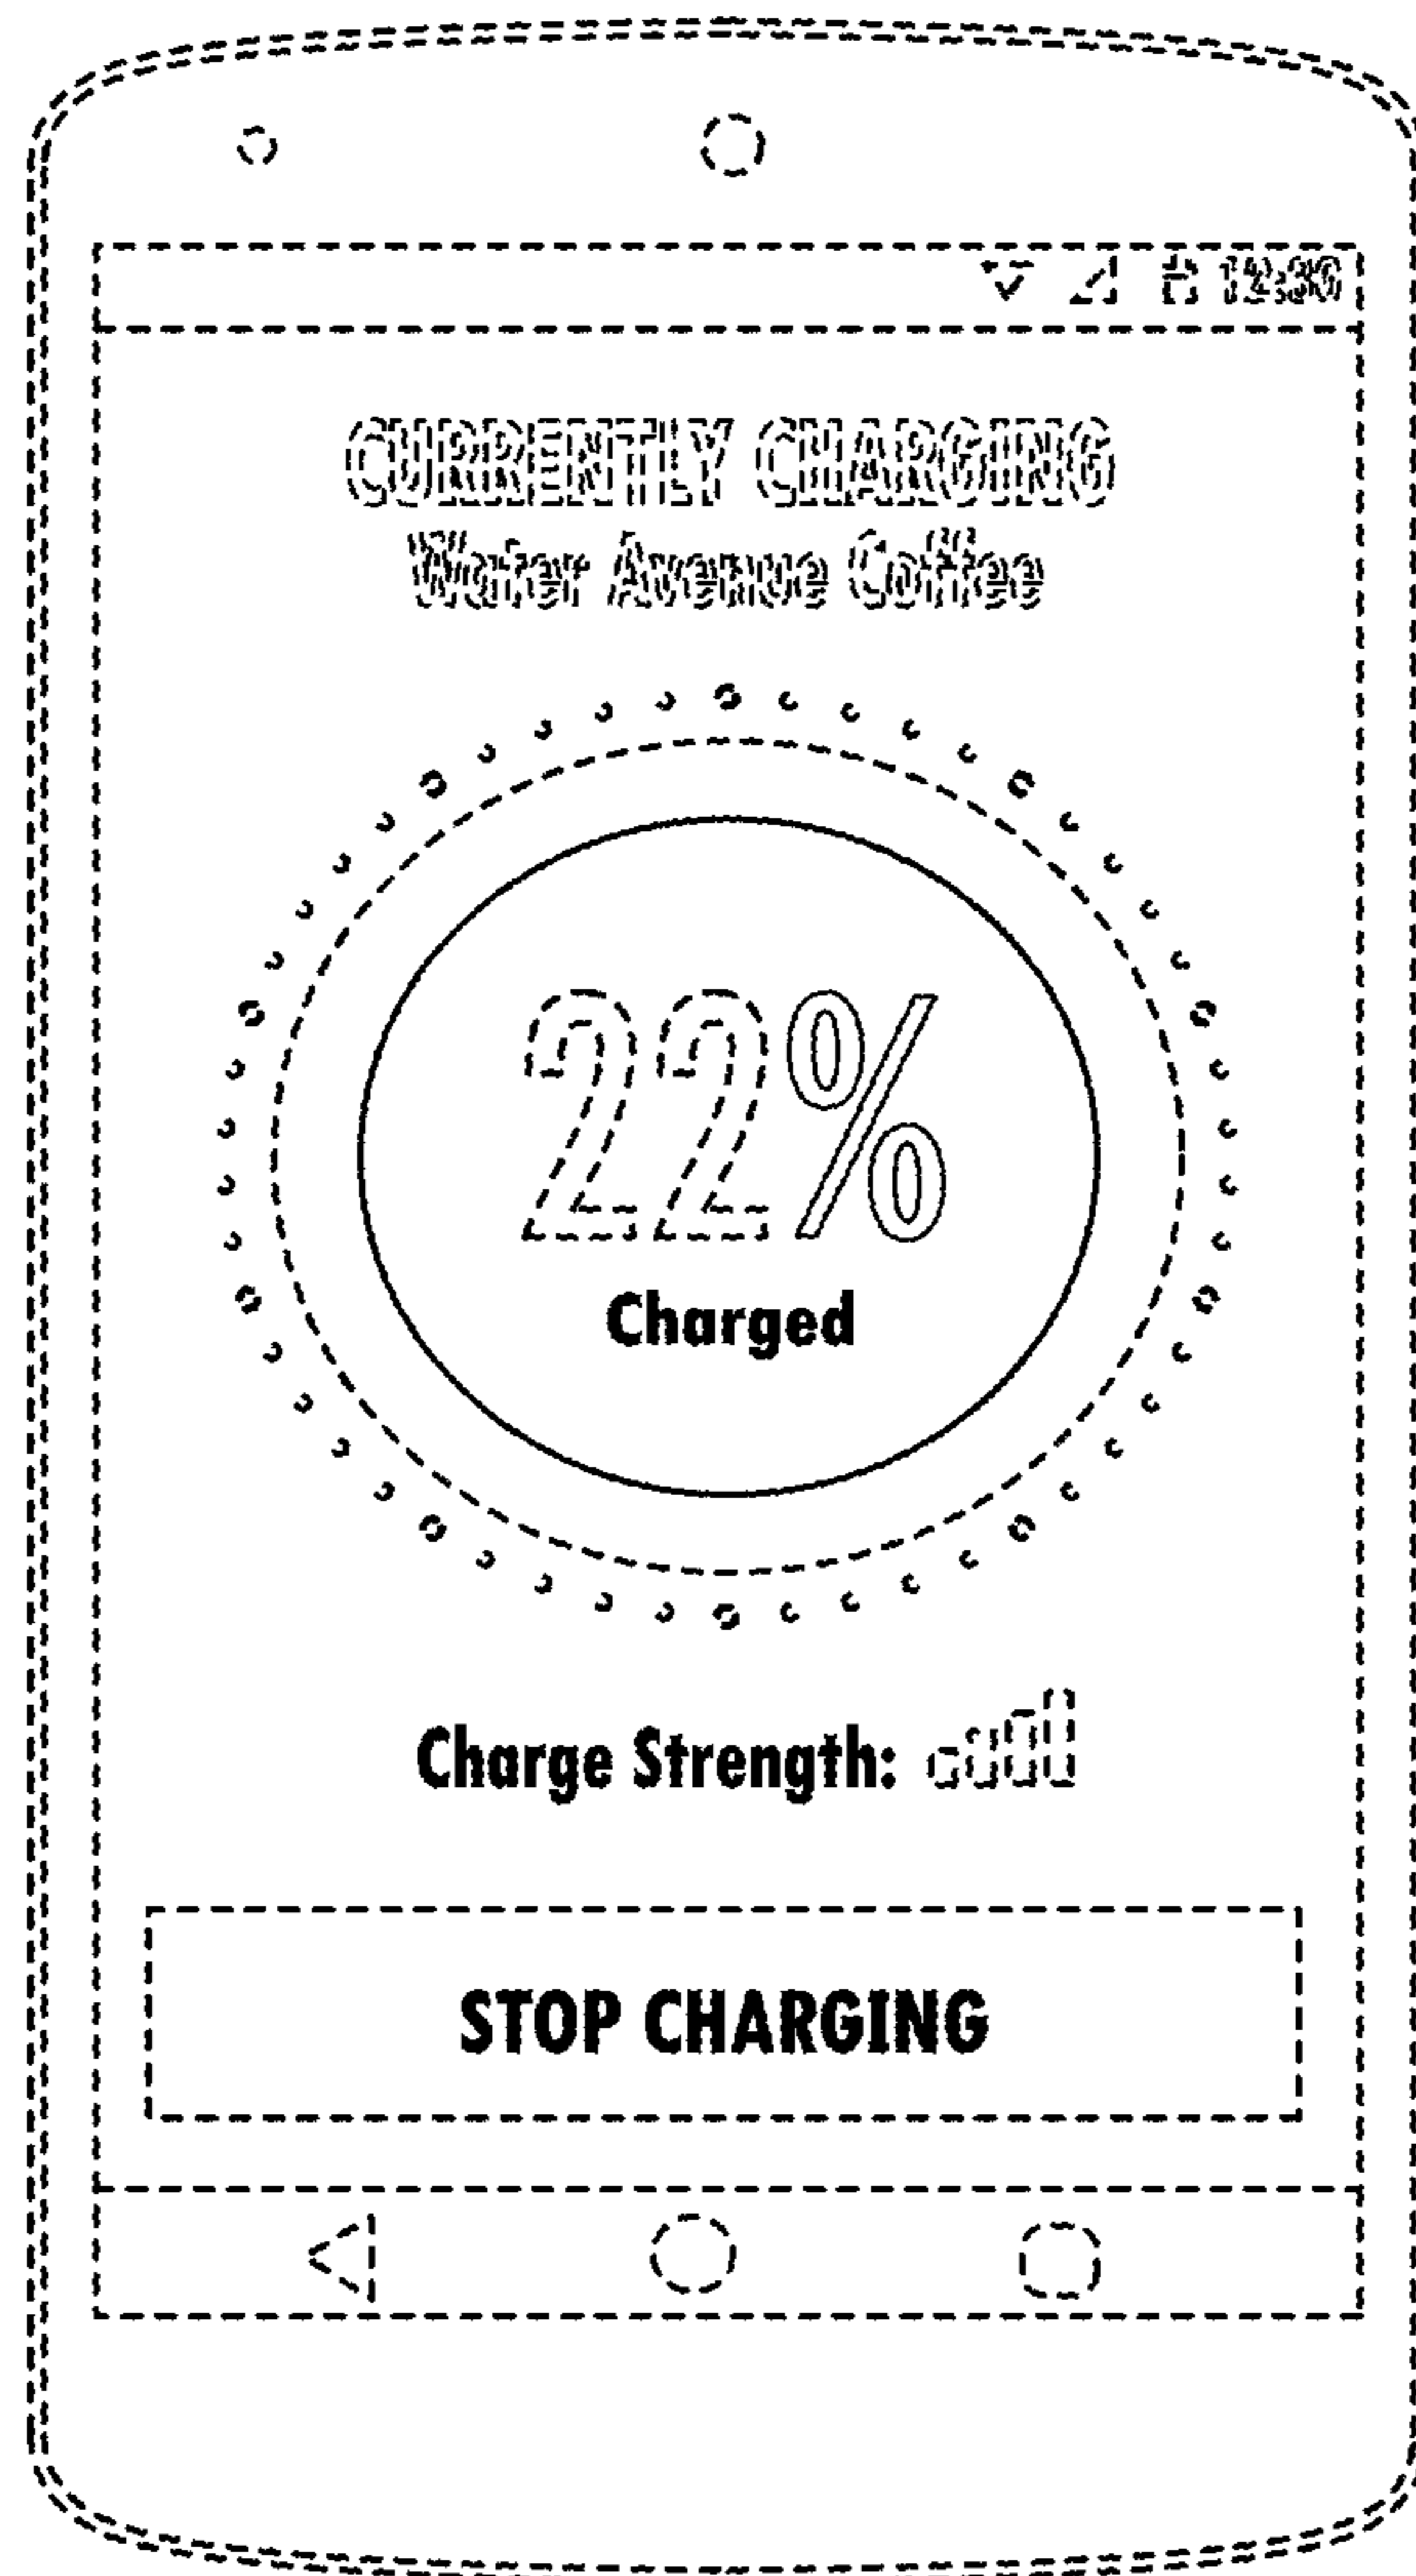 12:30
CURRENTLY CHARGING
Water Avenue Coffee
22%
Charged
Charge Strength:
STOP CHARGING